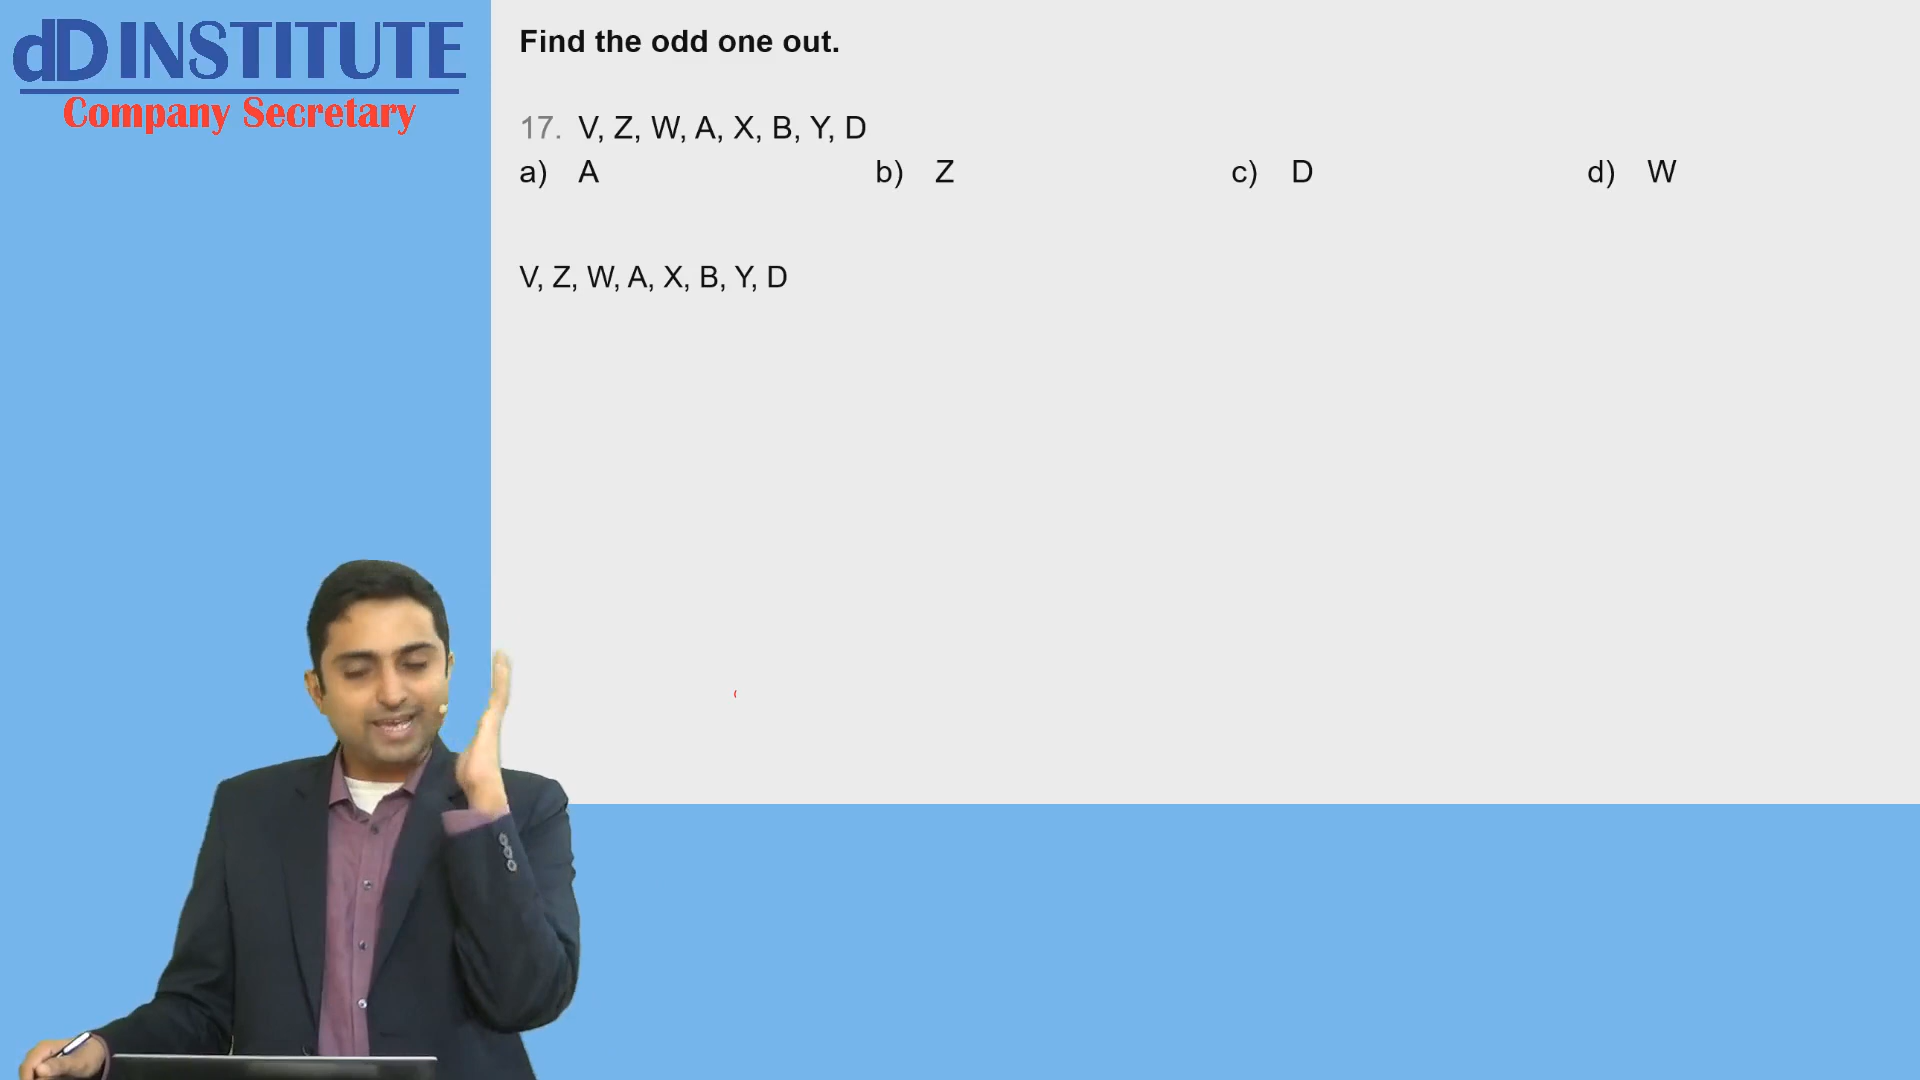 dD INSTITUTE
Company Secretary
Find the odd one out.
17. V, Z, W, A, X, B, Y, D
a) A b) Z c) D d) W
V, Z, W, A, X, B, Y, D